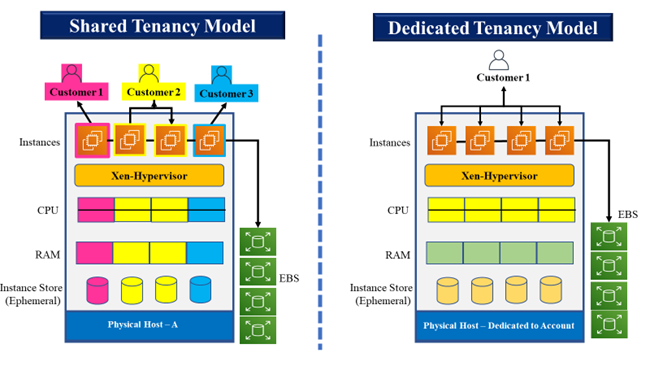 Shared Tenancy Model
Customer 1
Customer 2
Customer 3
Instances
Xen-Hypervisor
CPU
RAM
Instance Store
(Ephemeral)
EBS
Physical Host – A
Dedicated Tenancy Model
Customer 1
Instances
Xen-Hypervisor
CPU
EBS
RAM
Instance Store
(Ephemeral)
Physical Host – Dedicated to Account